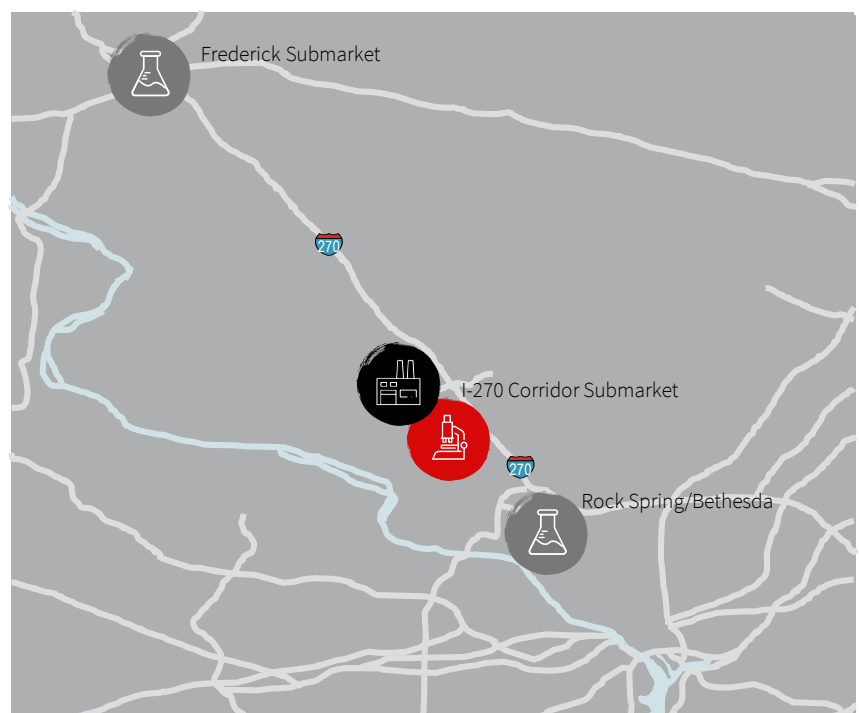 Frederick Submarket
270
I-270 Corridor Submarket
270
Rock Spring/Bethesda